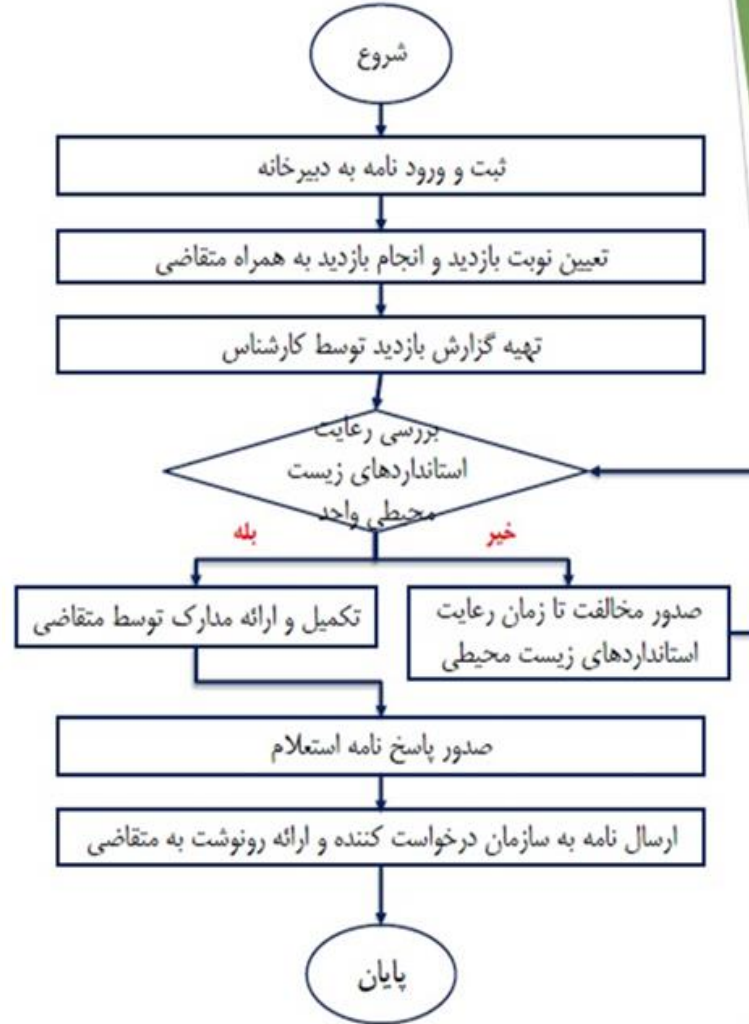 شروع
ثبت و ورود نامه به دبیرخانه
تعیین نوبت بازدید و انجام بازدید به همراه متقاضی
تهیه گزارش بازدید توسط کارشناس
بررسی رعایت
استانداردهای زیست
محیطی واحد
خیر
بله
صدور مخالفت تا زمان رعایت
استانداردهای زیست محیطی
تکمیل و ارائه مدارک توسط متقاضی
صدور پاسخ نامه استعلام
ارسال نامه به سازمان درخواست کننده و ارائه رونوشت به متقاضی
پایان